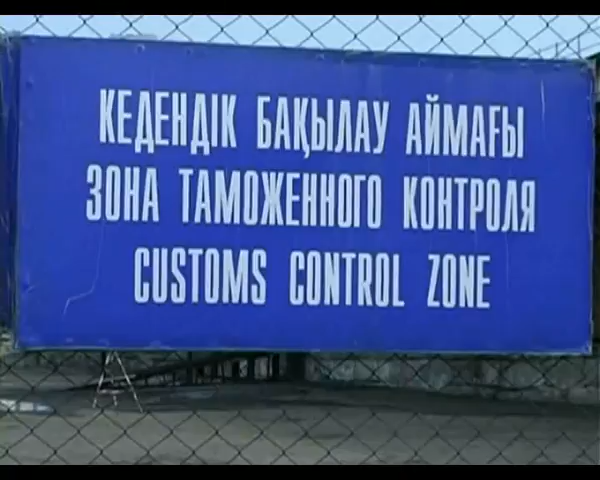 КЕДЕНДІК БАҚЫЛАУ АЙМАҒЫ
ЗОНА ТАМОЖЕННОГО КОНТРОЛЯ
CUSTOMS CONTROL ZONE